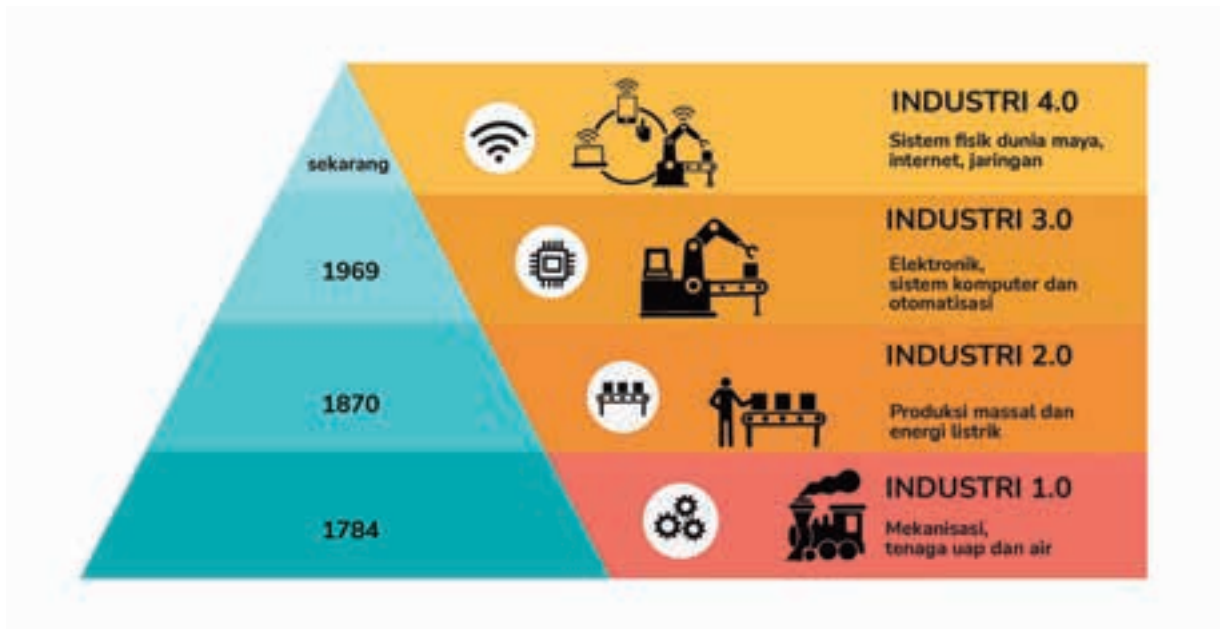 sekarang
INDUSTRI 4.0
Sistem fisik dunia maya,
internet, jaringan
1969
INDUSTRI 3.0
Elektronik,
sistem komputer dan
otomatisasi
1870
INDUSTRI 2.0
Produksi massal dan
energi listrik
1784
INDUSTRI 1.0
Mekanisasi,
tenaga uap dan air